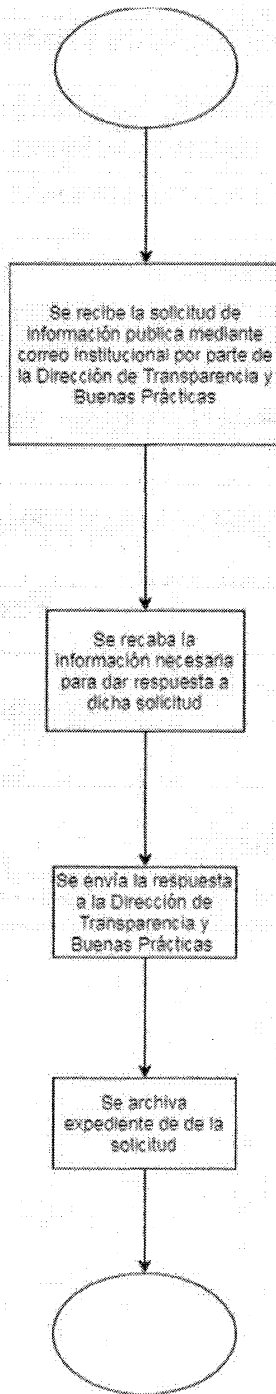 Se recibe la solicitud de
información pública mediante
correo institucional por parte de
la Dirección de Transparencia y
Buenas Prácticas
Se recaba la
información necesaria
para dar respuesta a
dicha solicitud
Se envía la respuesta
a la Dirección de
Transparencia y
Buenas Prácticas
Se archiva
expediente de de la
solicitud